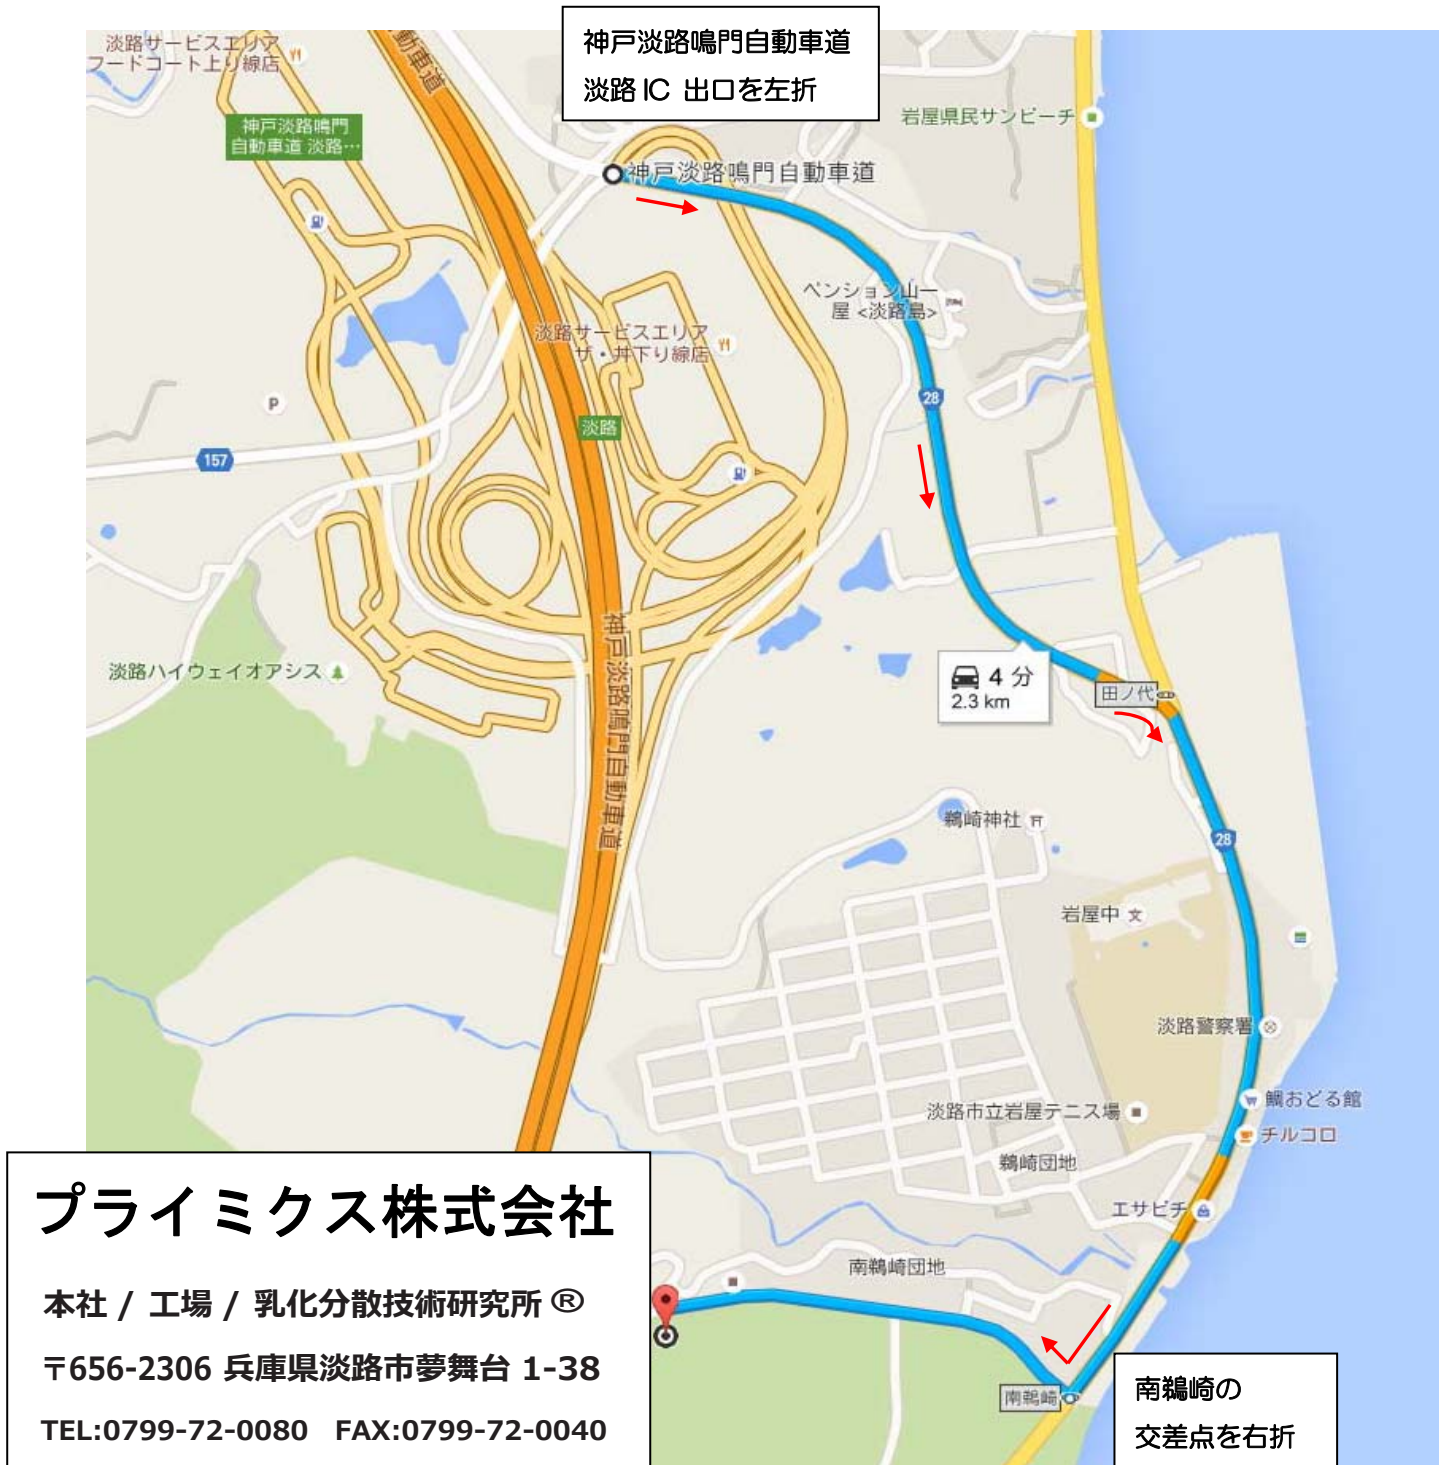 神戸淡路鳴門自動車道
淡路IC 出口を左折
淡路サービスエリア
フードコート上り線店
動車道
神戸淡路鳴門
自動車道 淡路…
岩屋県民サンビーチ
神戸淡路鳴門自動車道
ペンション山一
屋 <淡路島>
淡路サービスエリア
ザ・丼下り線店
28
P
淡路
157
神戸淡路鳴門自動車道
淡路ハイウェイオアシス
4 分
2.3 km
田ノ代
鵜崎神社
28
岩屋中
文
淡路警察署
鯛おどる館
チルコロ
淡路市立岩屋テニス場
鵜崎団地
エサビチ
南鵜崎団地
南鵜崎
プライミクス株式会社
本社 / 工場 / 乳化分散技術研究所®
〒656-2306 兵庫県淡路市夢舞台 1-38
TEL:0799-72-0080 FAX:0799-72-0040
南鵜崎の
交差点を右折